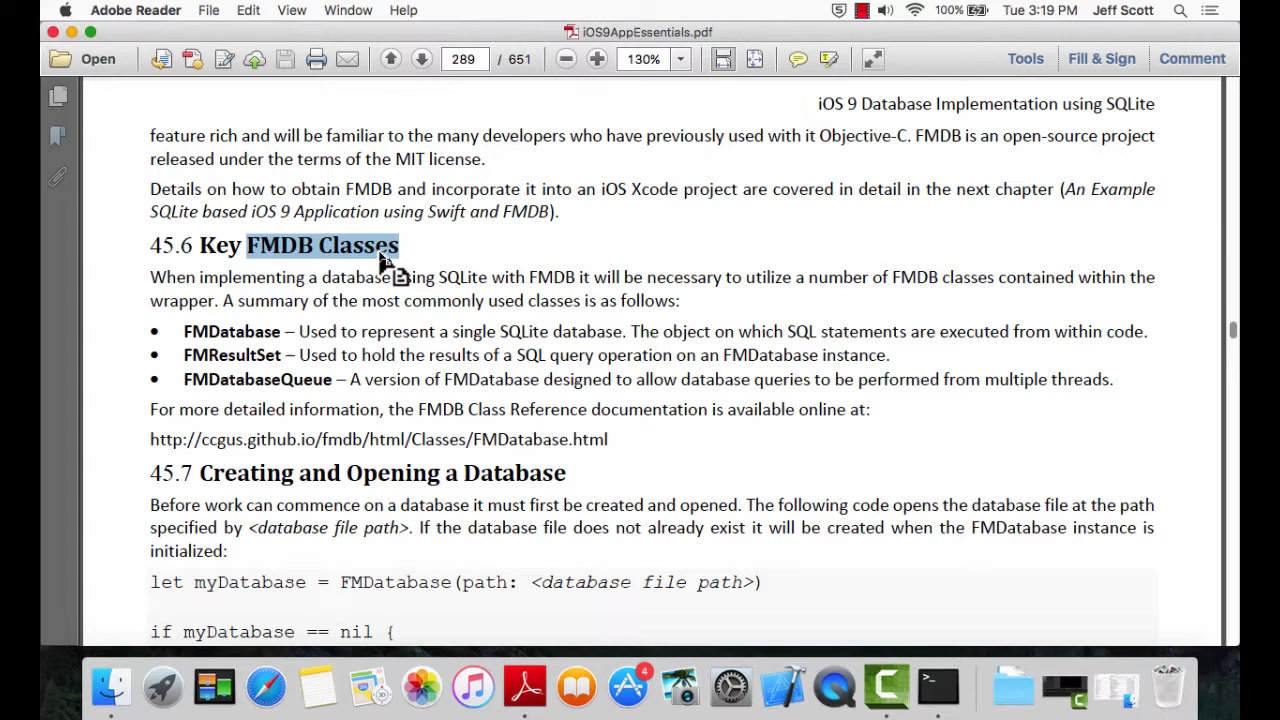 Adobe Reader File Edit View Window Help 100% Tue 3:19 PM Jeff Scott
iOS9AppEssentials.pdf
Open 289 / 651 130% Tools Fill & Sign Comment
iOS 9 Database Implementation using SQLite
feature rich and will be familiar to the many developers who have previously used with it Objective-C. FMDB is an open-source project
released under the terms of the MIT license.
Details on how to obtain FMDB and incorporate it into an iOS Xcode project are covered in detail in the next chapter (An Example
SQLite based iOS 9 Application using Swift and FMDB).
45.6 Key FMDB Classes
When implementing a database using SQLite with FMDB it will be necessary to utilize a number of FMDB classes contained within the
wrapper. A summary of the most commonly used classes is as follows:
• FMDatabase – Used to represent a single SQLite database. The object on which SQL statements are executed from within code.
• FMResultSet – Used to hold the results of a SQL query operation on an FMDatabase instance.
• FMDatabaseQueue – A version of FMDatabase designed to allow database queries to be performed from multiple threads.
For more detailed information, the FMDB Class Reference documentation is available online at:
http://ccgus.github.io/fmdb/html/Classes/FMDatabase.html
45.7 Creating and Opening a Database
Before work can commence on a database it must first be created and opened. The following code opens the database file at the path
specified by <database file path>. If the database file does not already exist it will be created when the FMDatabase instance is
initialized:
let myDatabase = FMDatabase(path: <database file path>)
if myDatabase == nil {
4